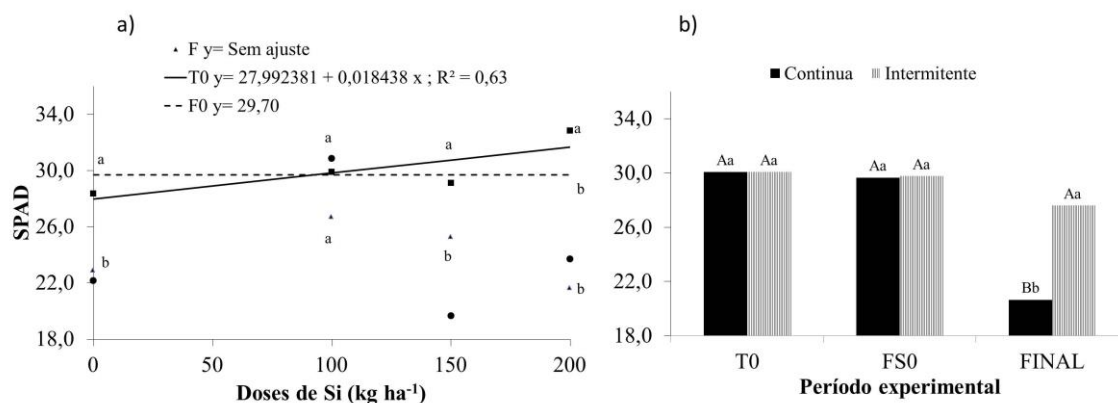 a)
F y= Sem ajuste
T0 y= 27,992381 + 0,018438 x ; R² = 0,63
F0 y= 29,70
SPAD
34,0
30,0
26,0
22,0
18,0
a
a
a
a
b
b
a
b
b
0
50
100
150
200
Doses de Si (kg ha⁻¹)
b)
Continua
Intermitente
34,0
30,0
26,0
22,0
18,0
Aa
Aa
Aa
Aa
Bb
Aa
T0
FS0
FINAL
Período experimental